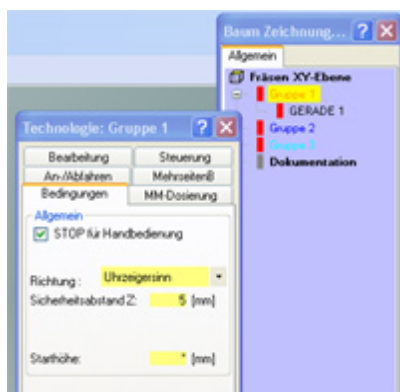 Baum Zeichnung...
Allgemein
Fräsen XY-Ebene
Gruppe 1
GERADE 1
Gruppe 2
Gruppe 3
Dokumentation
Technologie: Gruppe 1
Bearbeitung Steuerung
An-/Abfahren MehrseitenB
Bedingungen MM-Dosierung
Allgemein
STOP für Handbedienung
Richtung: Uhrzeigersinn
Sicherheitsabstand Z: 5 [mm]
Starthöhe: * [mm]